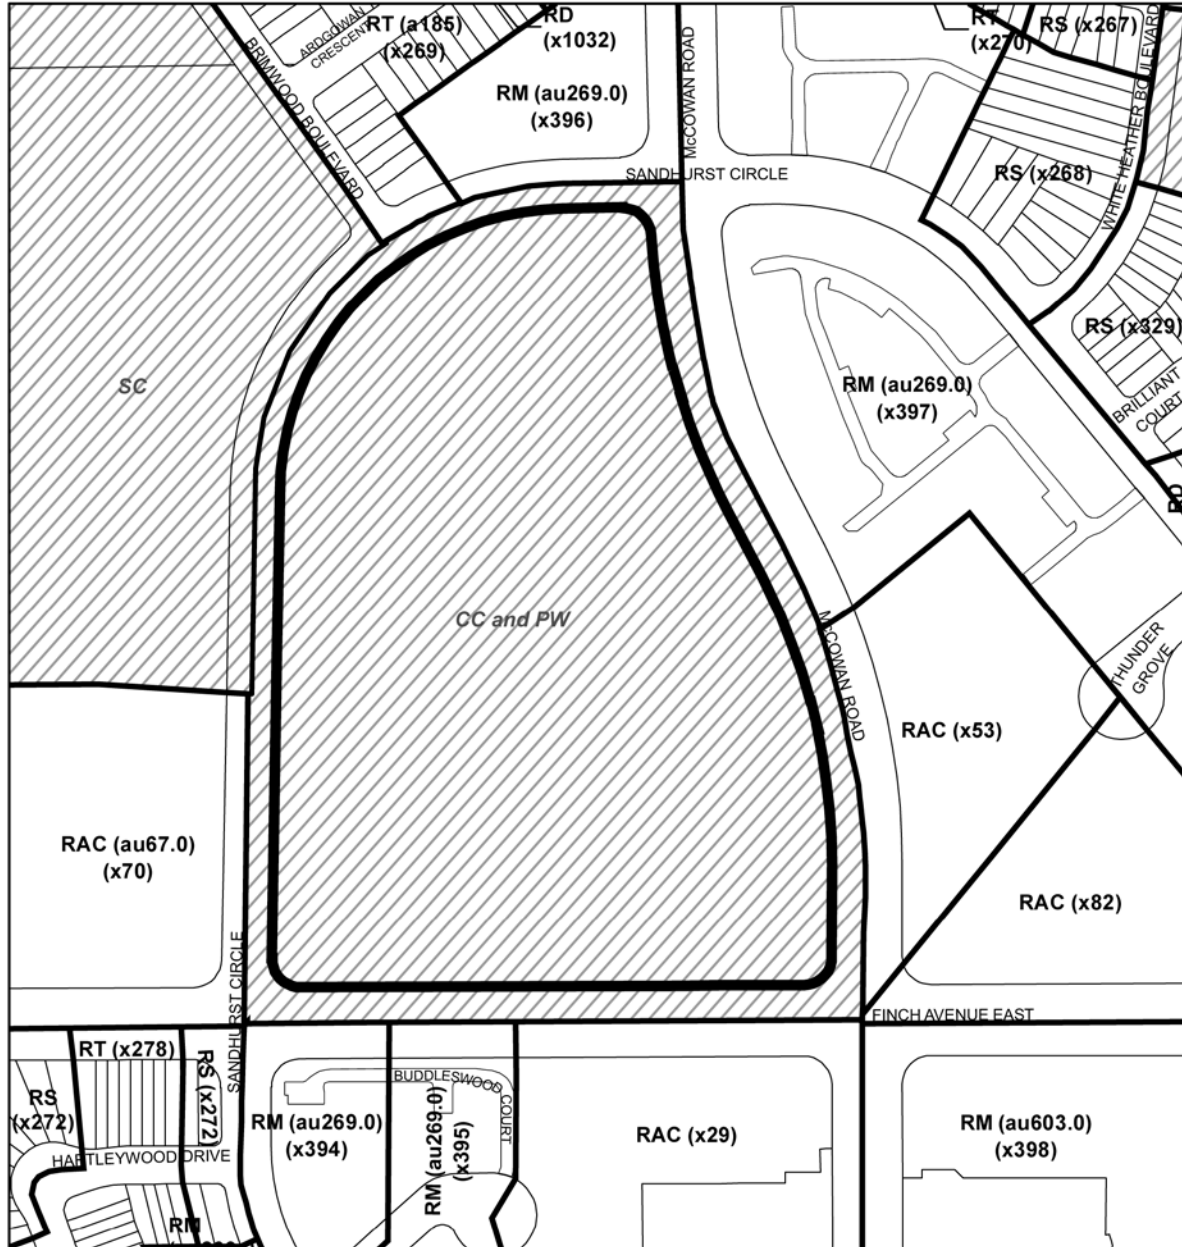 RT (a185)
(x269)
ARDGOWAN
CRESCENT
RD
(x1032)
RM (au269.0)
(x396)
McCOWAN ROAD
(x270)
RS (x267)
BRIMWOOD BOULEVARD
SANDHURST CIRCLE
RS (x268)
WHITE HEATHER BOULEVARD
RS (x329)
BRILLIANT
COURT
SC
RM (au269.0)
(x397)
RD
CC and PW
McCOWAN ROAD
THUNDER
GROVE
RAC (x53)
RAC (au67.0)
(x70)
RAC (x82)
SANDHURST CIRCLE
FINCH AVENUE EAST
RT (x278)
RS (x272)
RS
(x272)
HARTLEYWOOD DRIVE
RM
RM (au269.0)
(x394)
BUDDLESWOOD
COURT
RM (au269.0)
(x395)
RAC (x29)
RM (au603.0)
(x398)